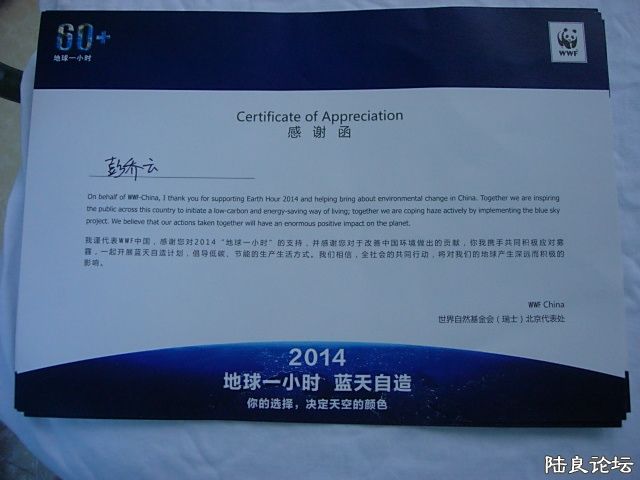 60+
地球一小时
WWF
Certificate of Appreciation
感 谢 函
彭乔云
On behalf of WWF-China, I thank you for supporting Earth Hour 2014 and helping bring about environmental change in China. Together we are inspiring
the public across this country to initiate a low-carbon and energy-saving way of living; together we are coping haze actively by implementing the blue sky
project. We believe that our actions taken together will have an enormous positive impact on the planet.
我谨代表WWF中国，感谢您对2014“地球一小时”的支持，并感谢您对于改善中国环境做出的贡献，你我携手共同积极应对雾
霾，一起开展蓝天自造计划，倡导低碳、节能的生产生活方式。我们相信，全社会的共同行动，将对我们的地球产生深远而积极的
影响。
WWF China
世界自然基金会（瑞士）北京代表处
2014
地球一小时 蓝天自造
你的选择，决定天空的颜色
陆良论坛